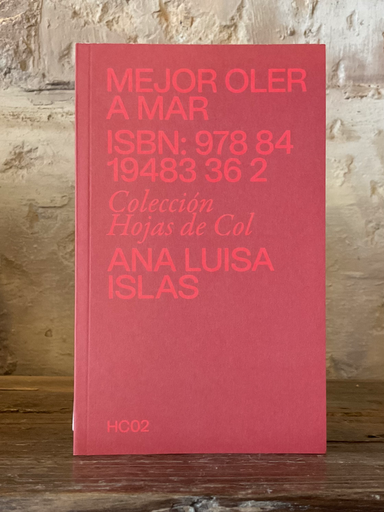 MEJOR OLER
A MAR
ISBN: 978 84
19483 36 2
Colección
Hojas de Col
ANA LUISA
ISLAS
HC02